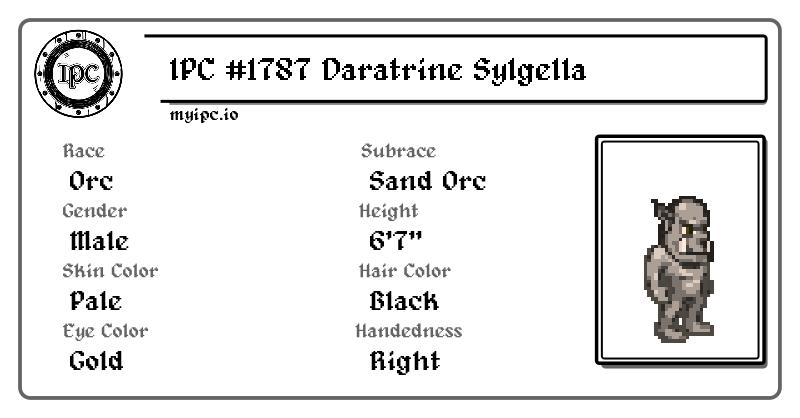 IPC
IPC #1787 Daratrine Sylgella
myipc.io
Race
Orc
Subrace
Sand Orc
Gender
Male
Height
6'7"
Skin Color
Pale
Hair Color
Black
Eye Color
Gold
Handedness
Right